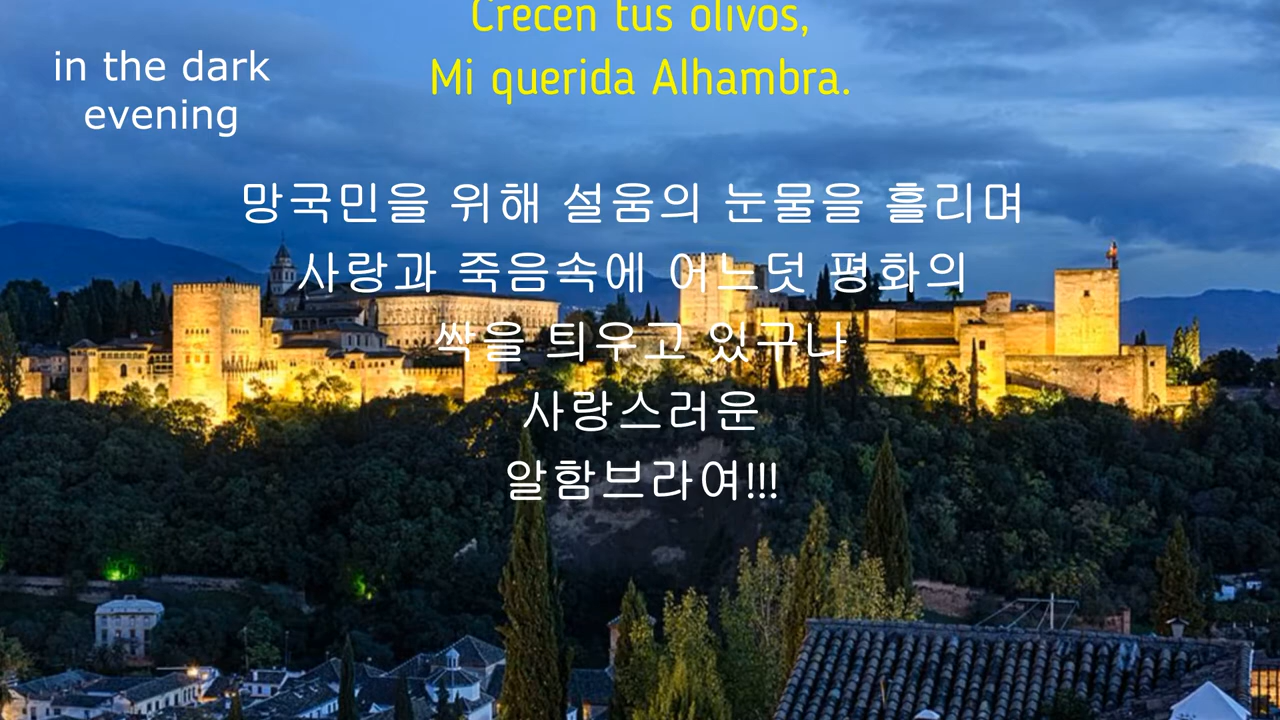 Crecen tus olivos,
Mi querida Alhambra.
in the dark
evening
망국민을 위해 설움의 눈물을 흘리며
사랑과 죽음속에 어느덧 평화의
싹을 틔우고 있구나
사랑스러운
알함브라여!!!